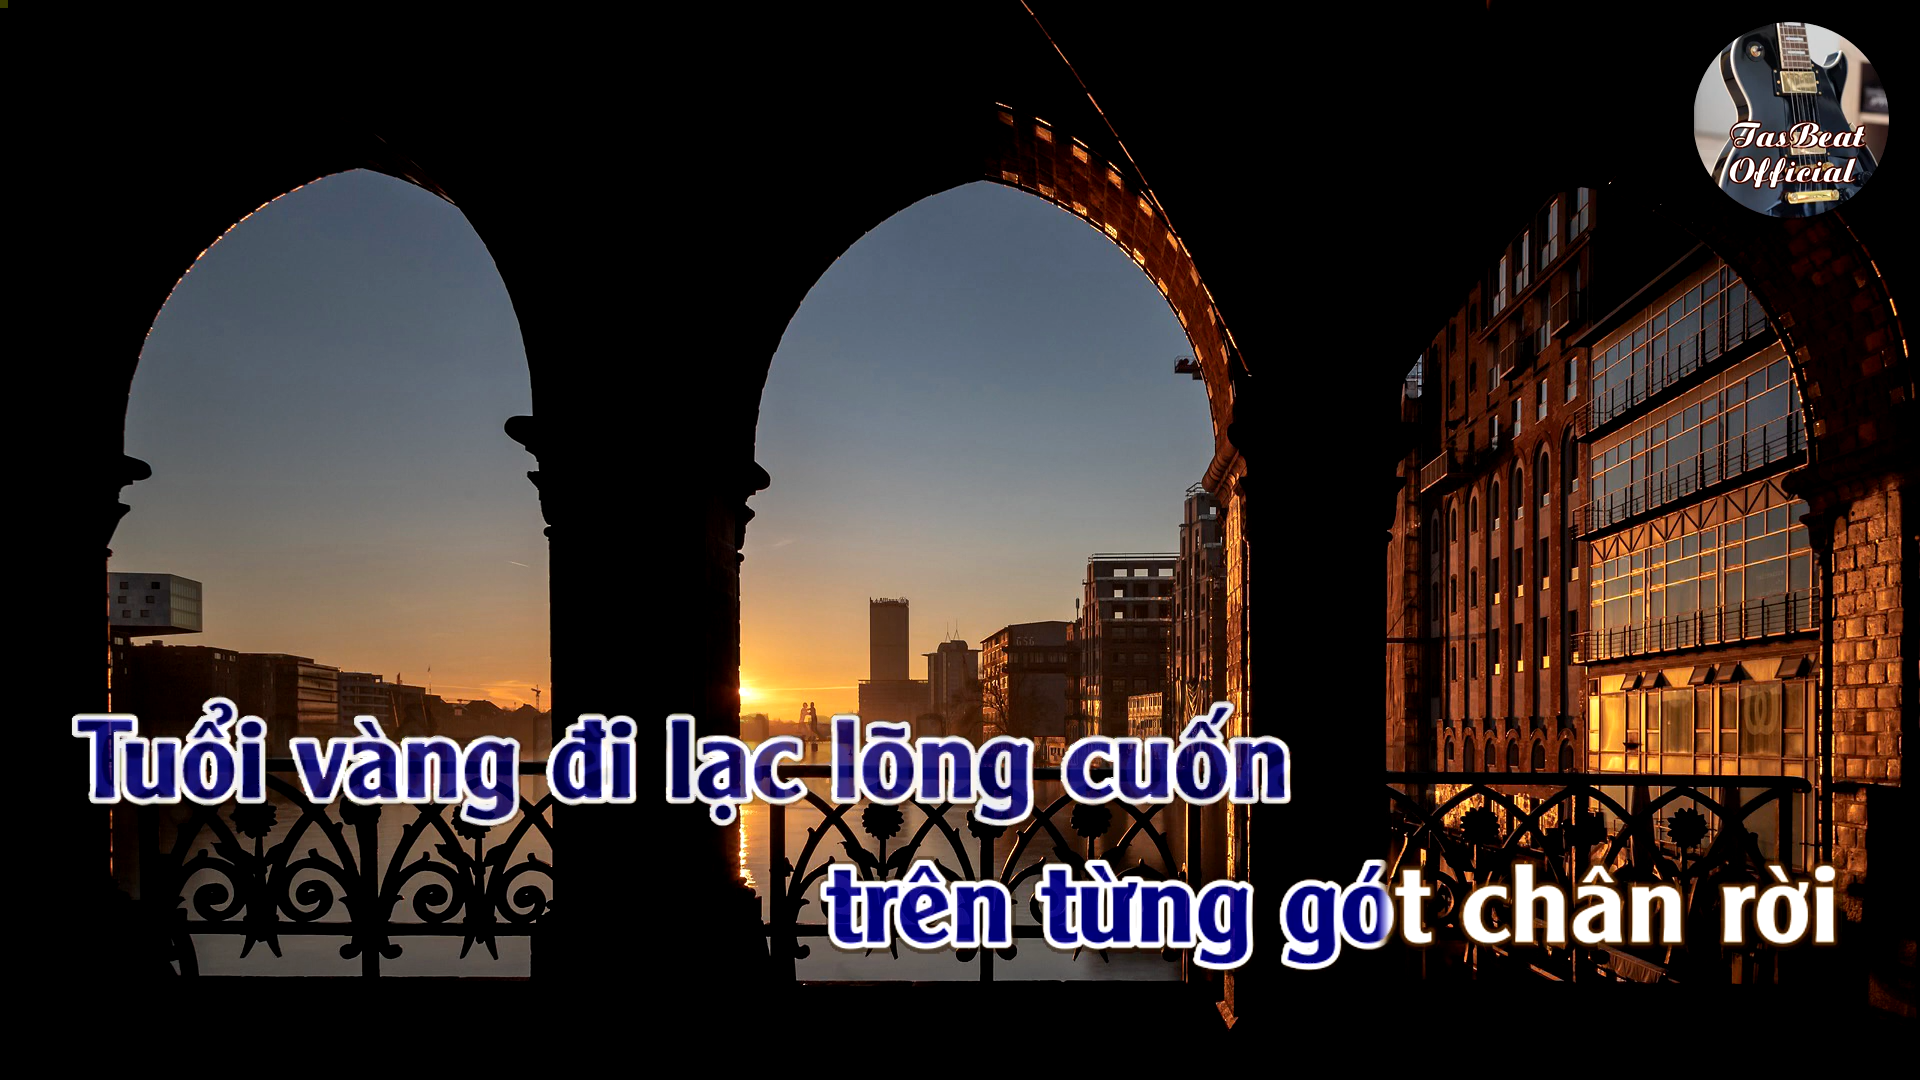 TasBeat
Official
Tuổi vàng đi lạc lõng cuốn
trên từng gót chân rời